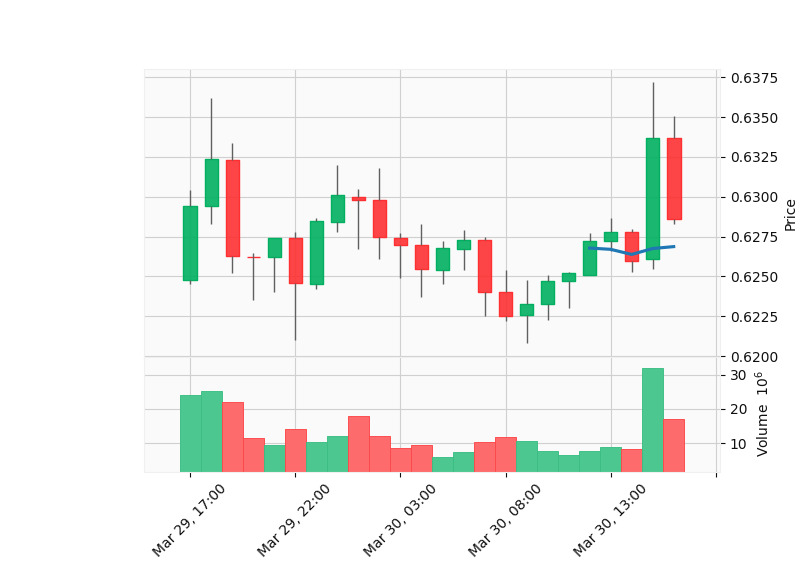 0.6375
0.6350
0.6325
0.6300
0.6275
0.6250
0.6225
0.6200
Price
30
20
10
Volume 10⁶
Mar 29, 17:00
Mar 29, 22:00
Mar 30, 03:00
Mar 30, 08:00
Mar 30, 13:00